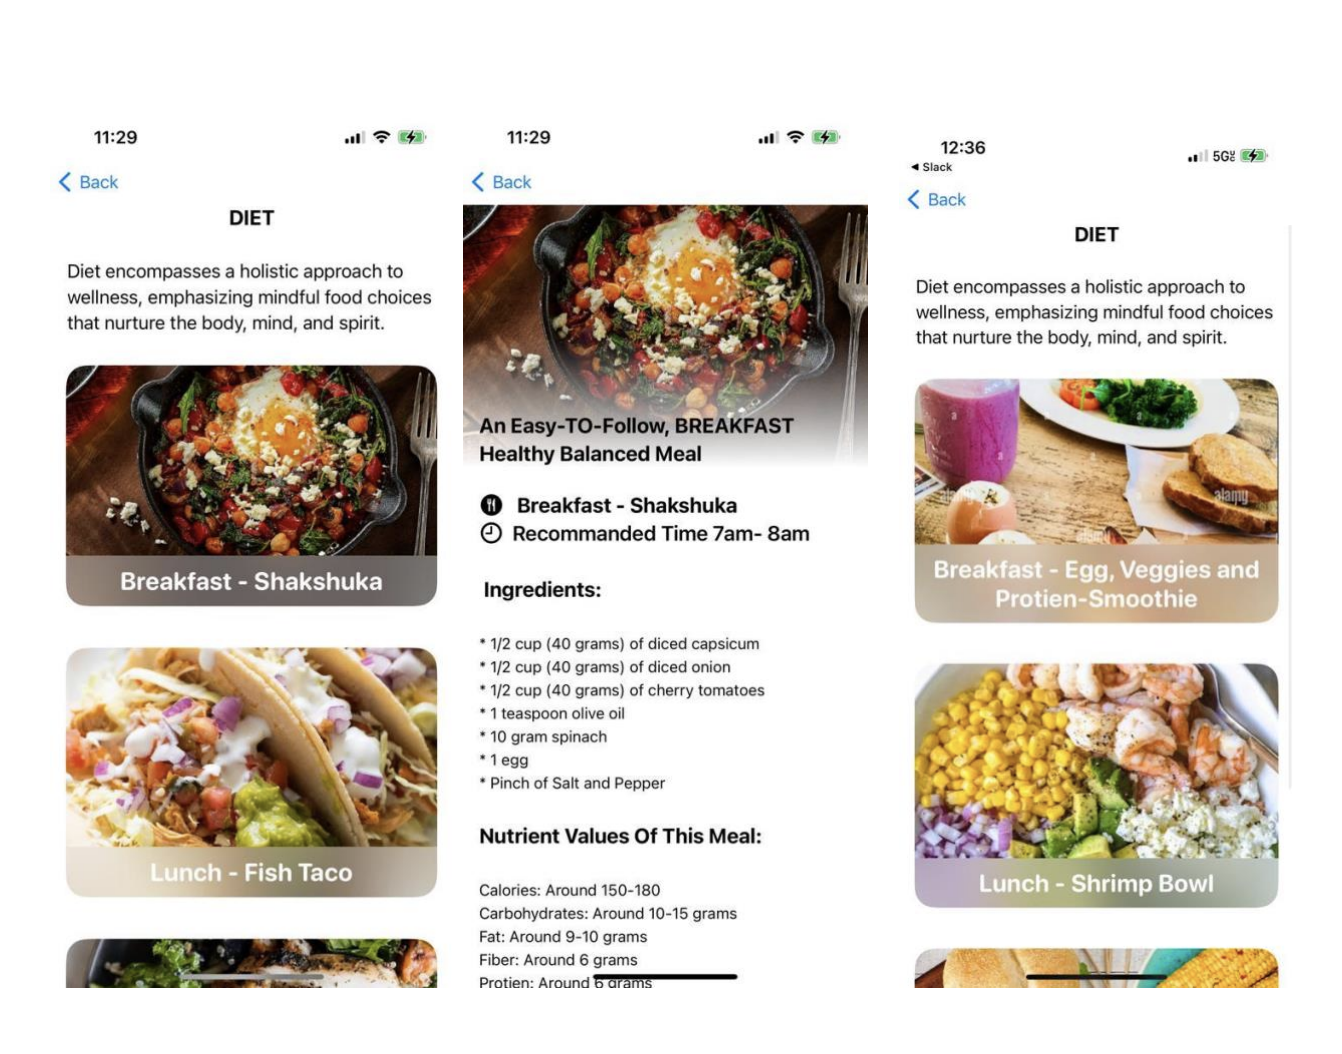 11:29
Back
DIET
Diet encompasses a holistic approach to
wellness, emphasizing mindful food choices
that nurture the body, mind, and spirit.
Breakfast - Shakshuka
Lunch - Fish Taco
11:29
Back
An Easy-TO-Follow, BREAKFAST
Healthy Balanced Meal
Breakfast - Shakshuka
Recommanded Time 7am- 8am
Ingredients:
* 1/2 cup (40 grams) of diced capsicum
* 1/2 cup (40 grams) of diced onion
* 1/2 cup (40 grams) of cherry tomatoes
* 1 teaspoon olive oil
* 10 gram spinach
* 1 egg
* Pinch of Salt and Pepper
Nutrient Values Of This Meal:
Calories: Around 150-180
Carbohydrates: Around 10-15 grams
Fat: Around 9-10 grams
Fiber: Around 6 grams
Protien: Around 6 grams
12:36
◀ Slack
Back
DIET
Diet encompasses a holistic approach to
wellness, emphasizing mindful food choices
that nurture the body, mind, and spirit.
alamy
alamy
alamy
Breakfast - Egg, Veggies and
Protien-Smoothie
Lunch - Shrimp Bowl